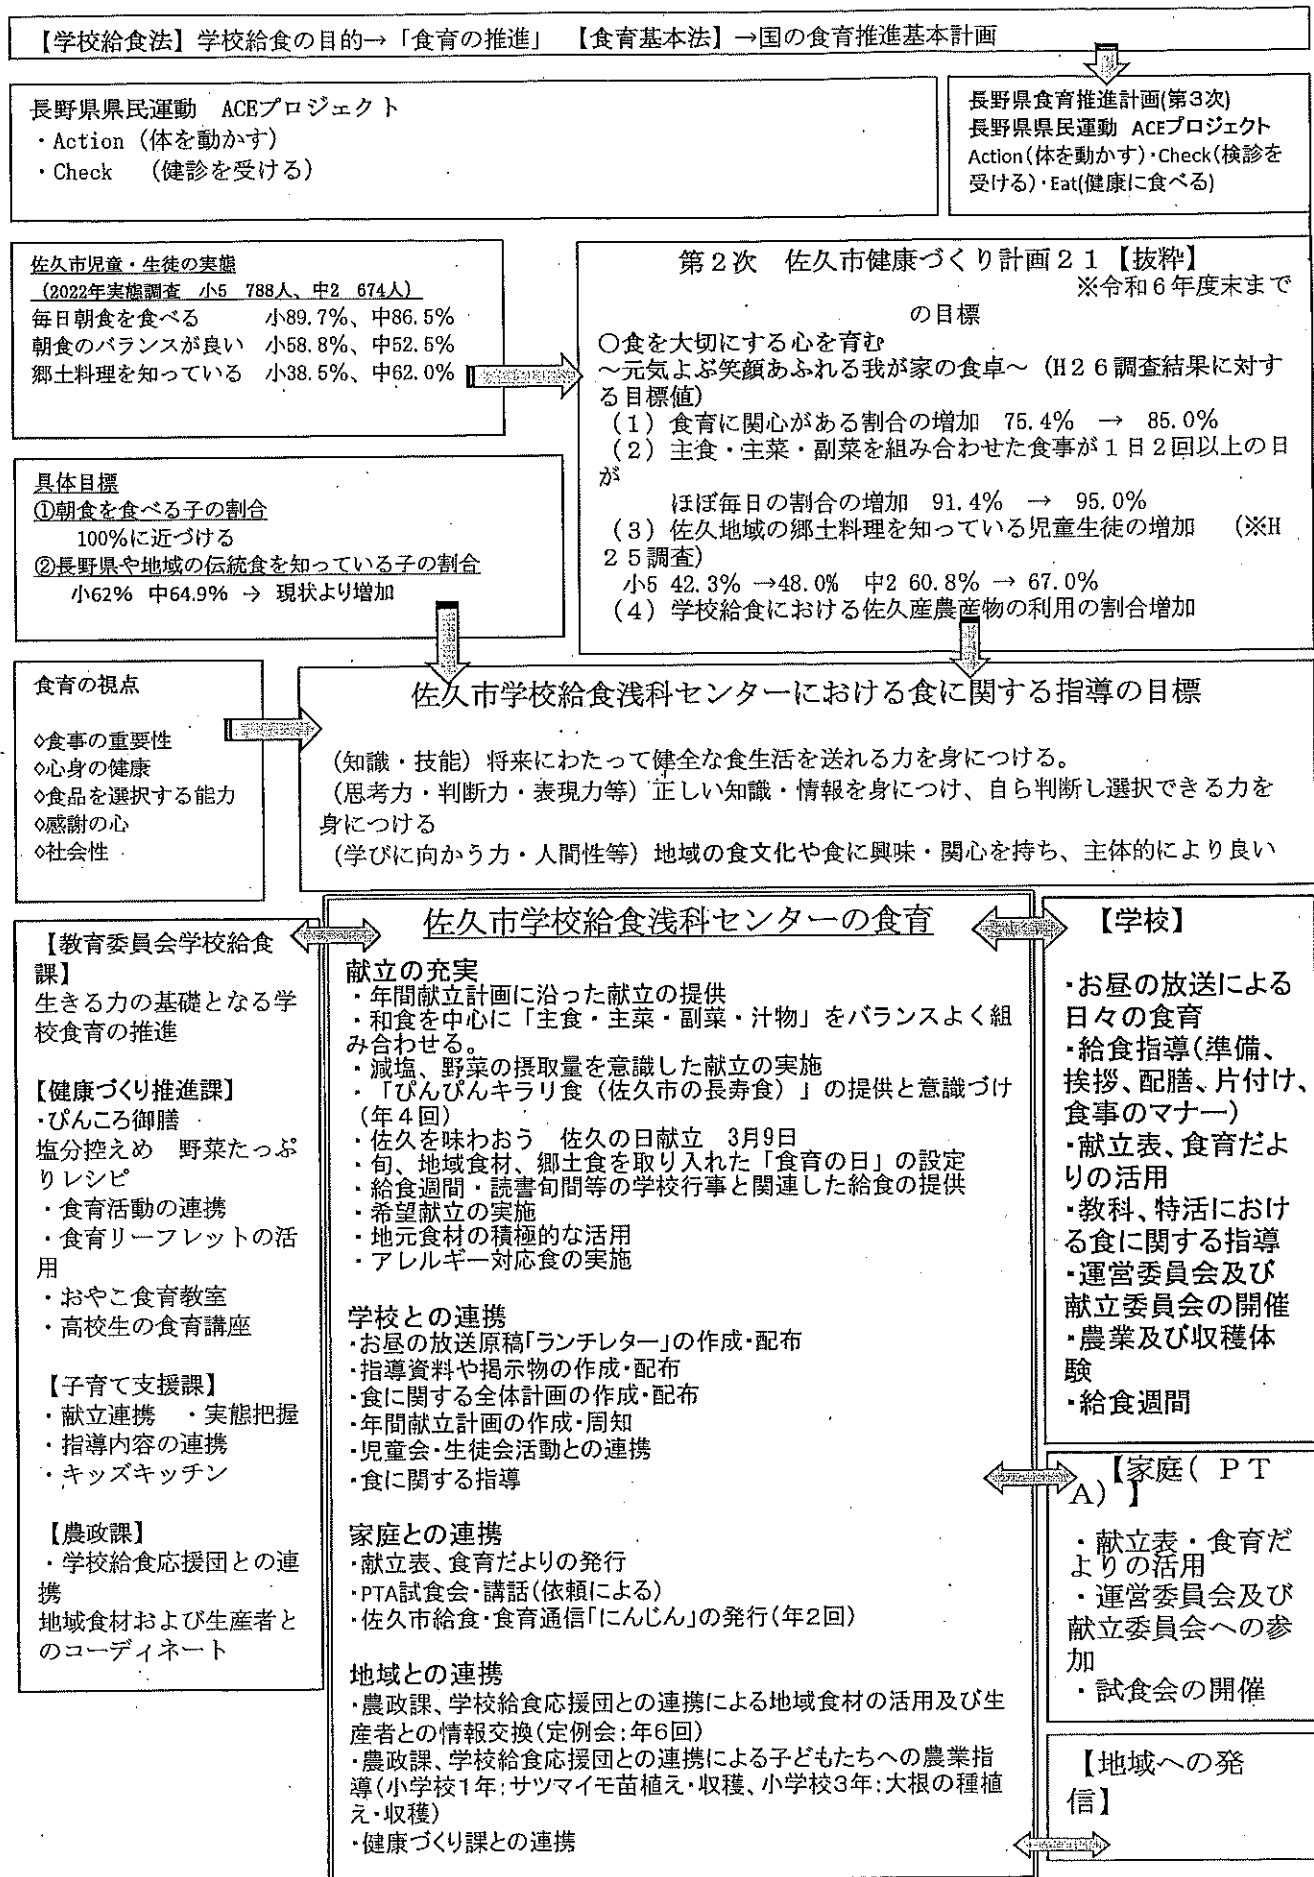 【学校給食法】学校給食の目的→「食育の推進」 【食育基本法】→国の食育推進基本計画
長野県県民運動 ACEプロジェクト
・Action (体を動かす)
・Check (健診を受ける)
長野県食育推進計画(第3次)
長野県県民運動 ACEプロジェクト
Action(体を動かす)・Check(検診を
受ける)・Eat(健康に食べる)
佐久市児童・生徒の実態
(2022年実態調査 小5 788人、中2 674人)
毎日朝食を食べる 小89.7%、中86.5%
朝食のバランスが良い 小58.8%、中52.5%
郷土料理を知っている 小38.5%、中62.0%
第2次 佐久市健康づくり計画21【抜粋】
※令和6年度末まで
の目標
○食を大切にする心を育む
~元気よぶ笑顔あふれる我が家の食卓~ (H26調査結果に対す
る目標値)
(1)食育に関心がある割合の増加 75.4% → 85.0%
(2)主食・主菜・副菜を組み合わせた食事が1日2回以上の日
が
ほぼ毎日の割合の増加 91.4% → 95.0%
(3)佐久地域の郷土料理を知っている児童生徒の増加 (※H
25調査)
小5 42.3% →48.0% 中2 60.8% → 67.0%
(4)学校給食における佐久産農産物の利用の割合増加
具体目標
①朝食を食べる子の割合
100%に近づける
②長野県や地域の伝統食を知っている子の割合
小62% 中64.9% → 現状より増加
食育の視点
◇食事の重要性
◇心身の健康
◇食品を選択する能力
◇感謝の心
◇社会性
佐久市学校給食浅科センターにおける食に関する指導の目標
(知識・技能)将来にわたって健全な食生活を送れる力を身につける。
(思考力・判断力・表現力等)正しい知識・情報を身につけ、自ら判断し選択できる力を
身につける
(学びに向かう力・人間性等)地域の食文化や食に興味・関心を持ち、主体的により良い
【教育委員会学校給食
課】
生きる力の基礎となる学
校食育の推進
【健康づくり推進課】
・ぴんころ御膳
塩分控えめ 野菜たっぷ
りレシピ
・食育活動の連携
・食育リーフレットの活
用
・おやこ食育教室
・高校生の食育講座
【子育て支援課】
・献立連携 ・実態把握
・指導内容の連携
・キッズキッチン
【農政課】
・学校給食応援団との連
携
地域食材および生産者と
のコーディネート
佐久市学校給食浅科センターの食育
献立の充実
・年間献立計画に沿った献立の提供
・和食を中心に「主食・主菜・副菜・汁物」をバランスよく組
み合わせる。
・減塩、野菜の摂取量を意識した献立の実施
・「ぴんぴんキラリ食(佐久市の長寿食)」の提供と意識づけ
(年4回)
・佐久を味わおう 佐久の日献立 3月9日
・旬、地域食材、郷土食を取り入れた「食育の日」の設定
・給食週間・読書旬間等の学校行事と関連した給食の提供
・希望献立の実施
・地元食材の積極的な活用
・アレルギー対応食の実施
学校との連携
・お昼の放送原稿「ランチレター」の作成・配布
・指導資料や掲示物の作成・配布
・食に関する全体計画の作成・配布
・年間献立計画の作成・周知
・児童会・生徒会活動との連携
・食に関する指導
家庭との連携
・献立表、食育だよりの発行
・PTA試食会・講話(依頼による)
・佐久市給食・食育通信「にんじん」の発行(年2回)
地域との連携
・農政課、学校給食応援団との連携による地域食材の活用及び生
産者との情報交換(定例会:年6回)
・農政課、学校給食応援団との連携による子どもたちへの農業指
導(小学校1年:サツマイモ苗植え・収穫、小学校3年:大根の種植
え・収穫)
・健康づくり課との連携
【学校】
・お昼の放送による
日々の食育
・給食指導(準備、
挨拶、配膳、片付け、
食事のマナー)
・献立表、食育だよ
りの活用
・教科、特活におけ
る食に関する指導
・運営委員会及び
献立委員会の開催
・農業及び収穫体
験
・給食週間
【家庭( PT
A) 】
・献立表・食育だ
よりの活用
・運営委員会及び
献立委員会への参
加
・試食会の開催
【地域への発
信】